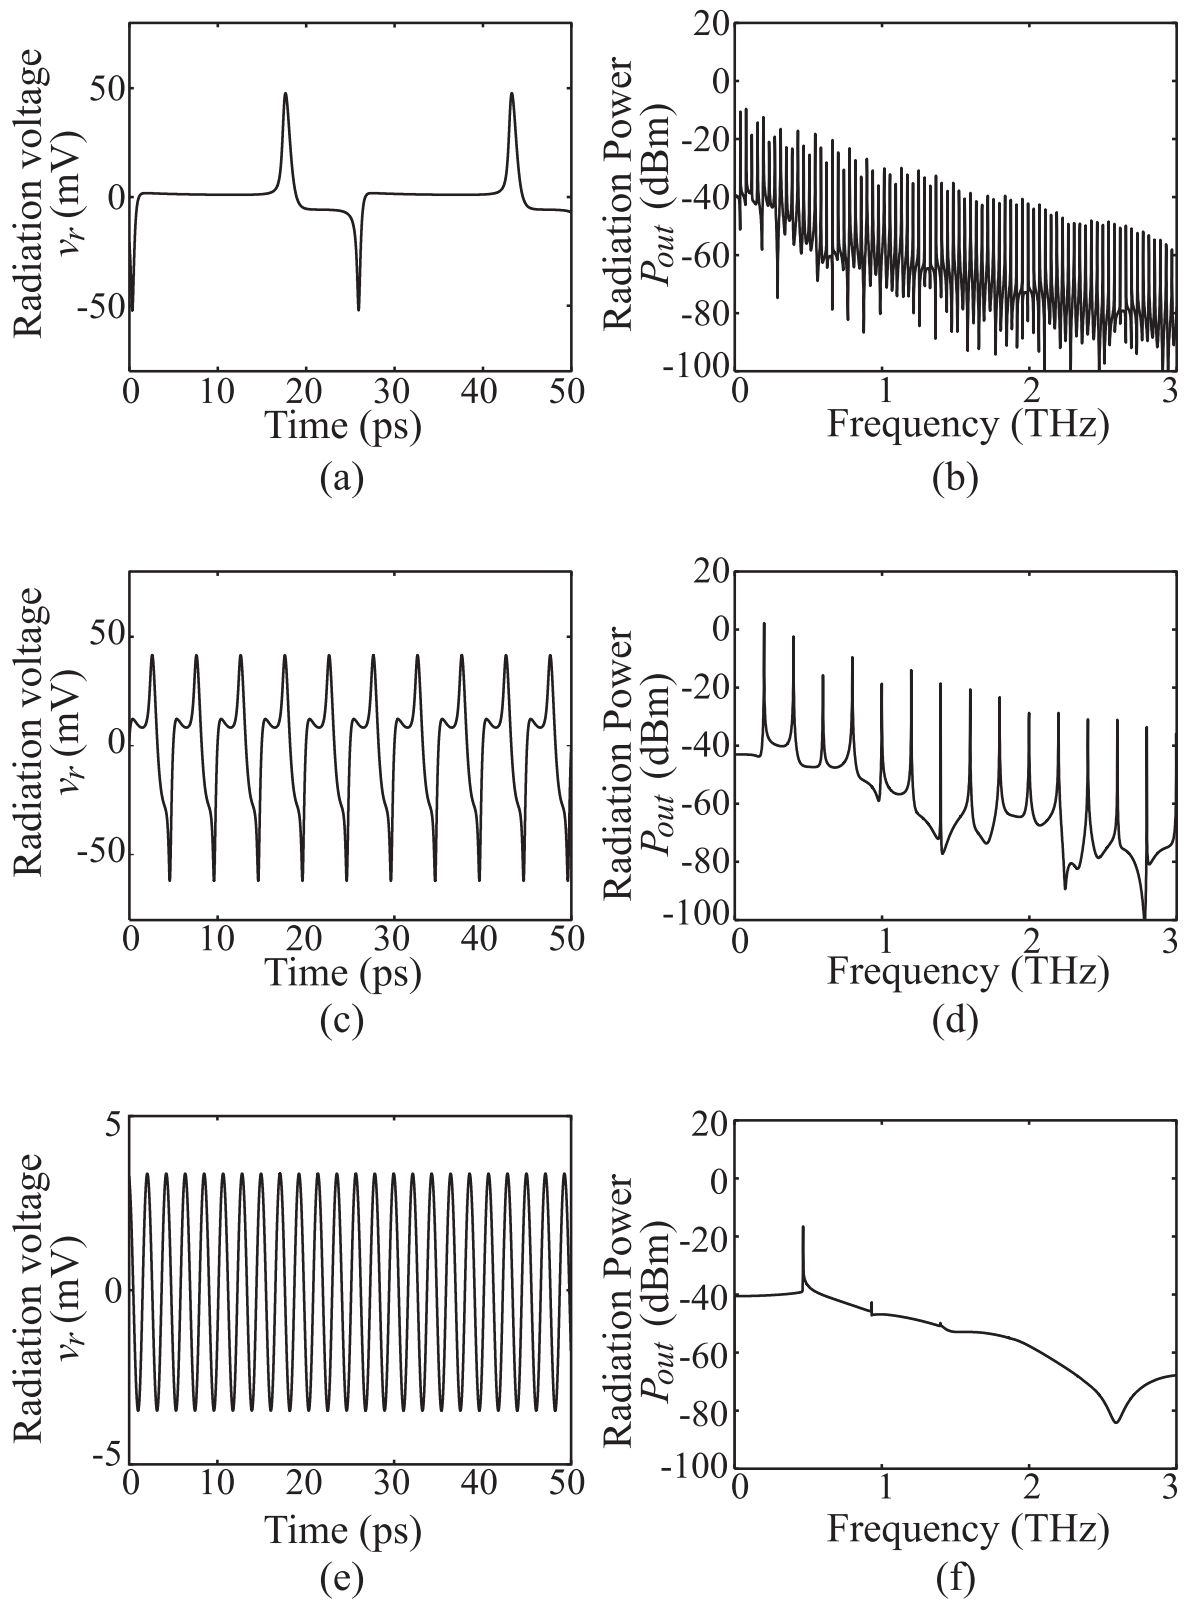 Radiation voltage
v_r (mV)
50
0
-50
0 10 20 30 40 50
Time (ps)
(a)
Radiation Power
P_out (dBm)
20
0
-20
-40
-60
-80
-100
0 1 2 3
Frequency (THz)
(b)
Radiation voltage
v_r (mV)
50
0
-50
0 10 20 30 40 50
Time (ps)
(c)
Radiation Power
P_out (dBm)
20
0
-20
-40
-60
-80
-100
0 1 2 3
Frequency (THz)
(d)
Radiation voltage
v_r (mV)
5
0
-5
0 10 20 30 40 50
Time (ps)
(e)
Radiation Power
P_out (dBm)
20
0
-20
-40
-60
-80
-100
0 1 2 3
Frequency (THz)
(f)